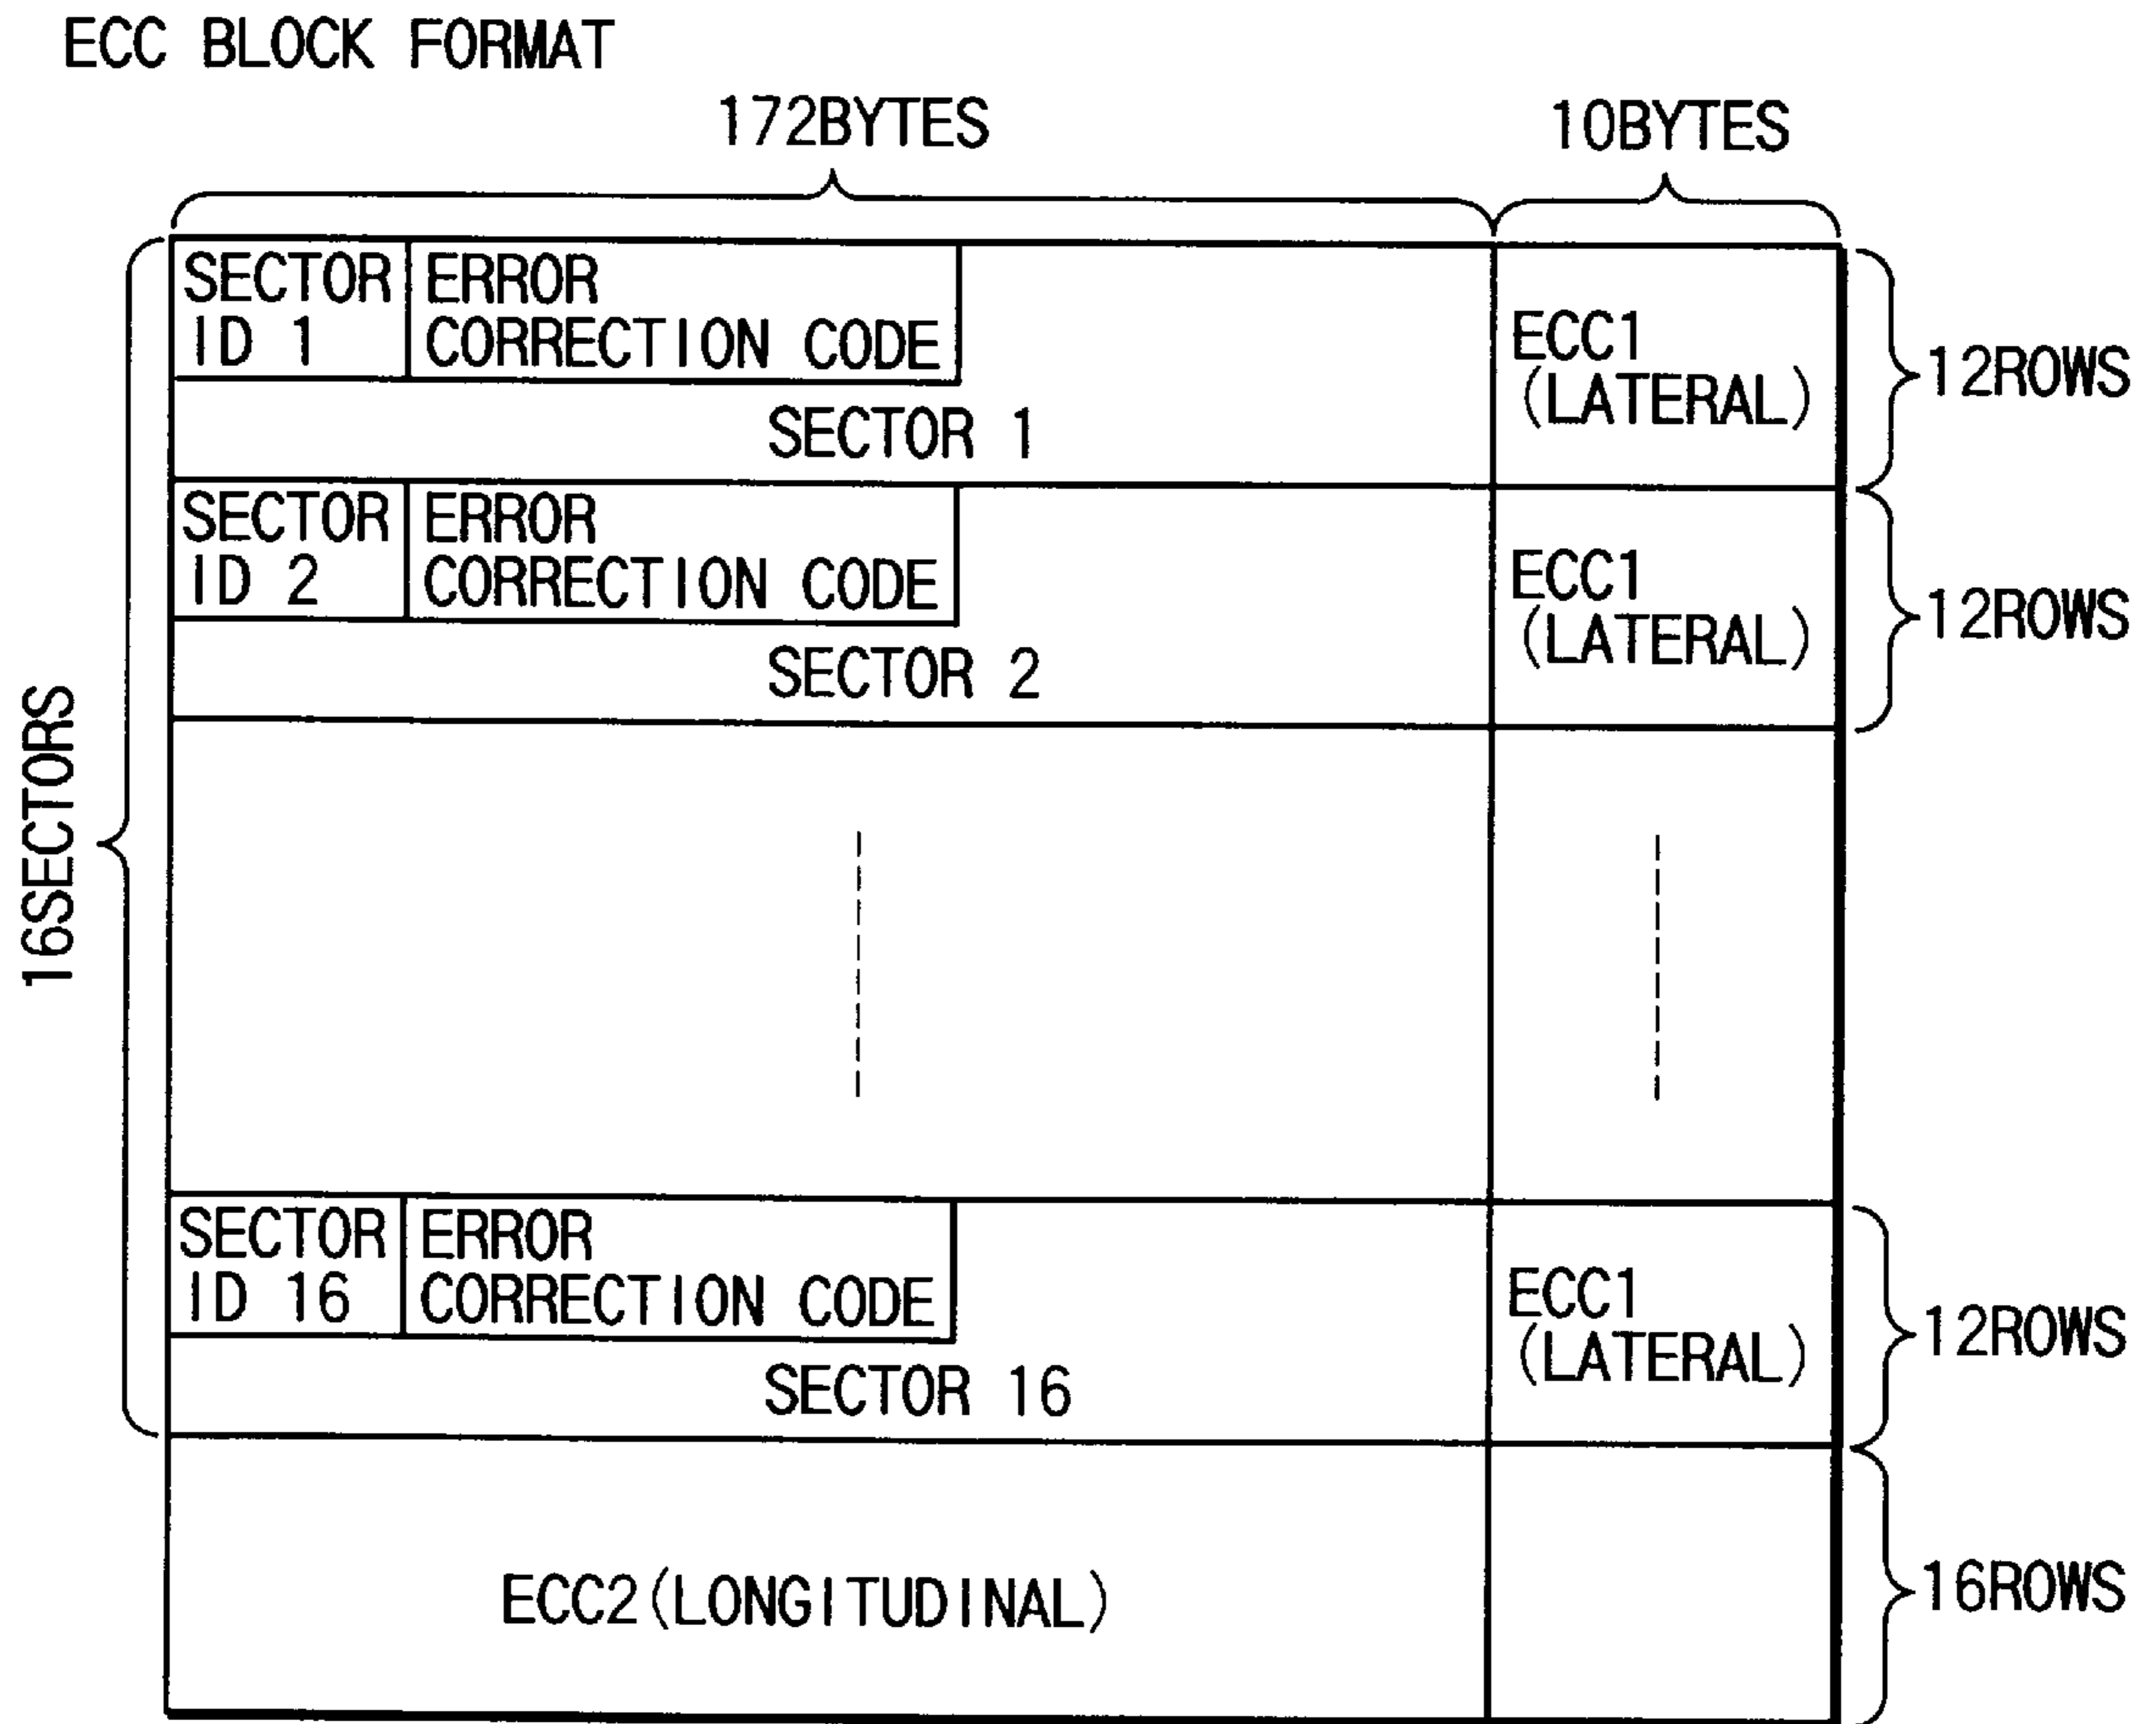 ECC BLOCK FORMAT
172BYTES
10BYTES
SECTOR
ID 1
ERROR
CORRECTION CODE
SECTOR 1
ECC1
(LATERAL)
12ROWS
SECTOR
ID 2
ERROR
CORRECTION CODE
SECTOR 2
ECC1
(LATERAL)
12ROWS
16SECTORS
SECTOR
ID 16
ERROR
CORRECTION CODE
SECTOR 16
ECC1
(LATERAL)
12ROWS
ECC2(LONGITUDINAL)
16ROWS